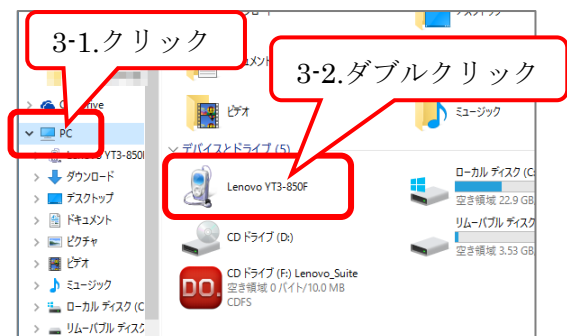 3-1.クリック
3-2.ダブルクリック
PC
ダウンロード
デスクトップ
ドキュメント
ピクチャ
ビデオ
ミュージック
ローカル ディスク (C
リムーバブル ディスク
ビデオ
ミュージック
デバイスとドライブ (5)
Lenovo YT3-850F
CD ドライブ (D:)
CD ドライブ (F:) Lenovo_Suite
空き領域 0 バイト/10.0 MB
CDFS
DO.
ローカル ディスク (C:
空き領域 22.9 GB
リムーバブル ディスク
空き領域 3.53 GB